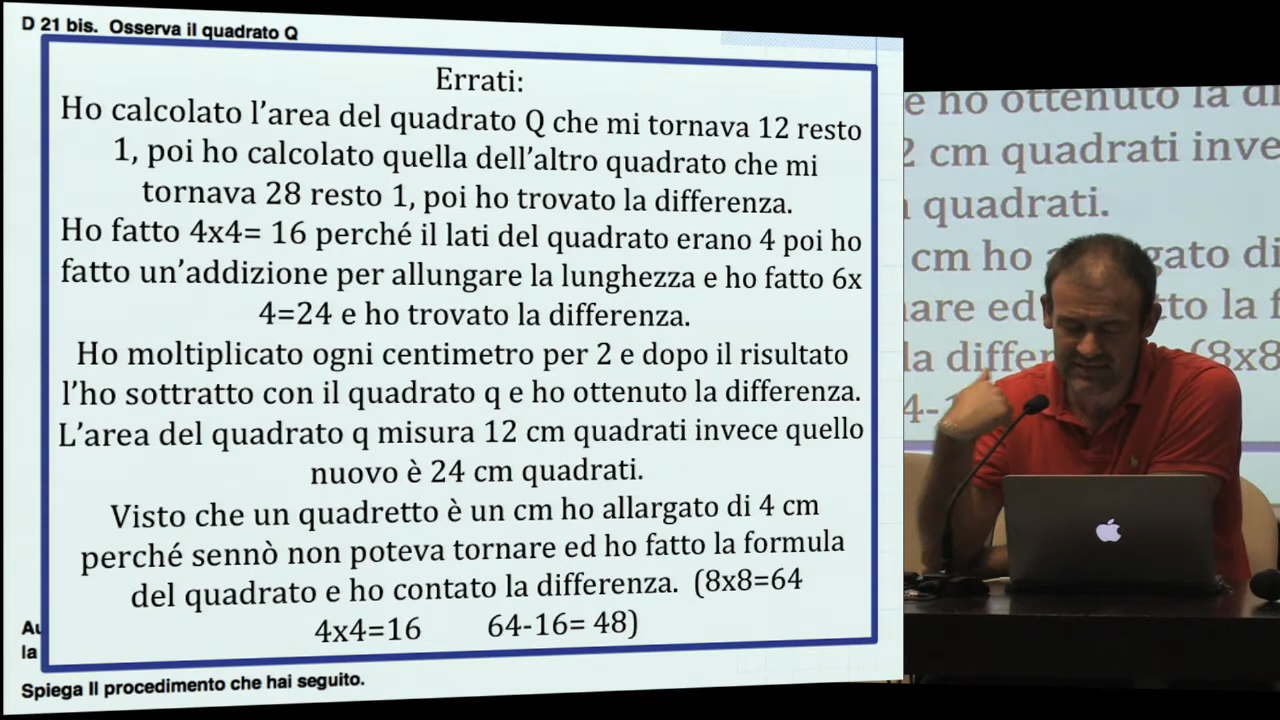 D 21 bis. Osserva il quadrato Q
Errati:
Ho calcolato l’area del quadrato Q che mi tornava 12 resto
1, poi ho calcolato quella dell’altro quadrato che mi
tornava 28 resto 1, poi ho trovato la differenza.
Ho fatto 4x4= 16 perché il lati del quadrato erano 4 poi ho
fatto un’addizione per allungare la lunghezza e ho fatto 6x
4=24 e ho trovato la differenza.
Ho moltiplicato ogni centimetro per 2 e dopo il risultato
l’ho sottratto con il quadrato q e ho ottenuto la differenza.
L’area del quadrato q misura 12 cm quadrati invece quello
nuovo è 24 cm quadrati.
Visto che un quadretto è un cm ho allargato di 4 cm
perché sennò non poteva tornare ed ho fatto la formula
del quadrato e ho contato la differenza. (8x8=64
4x4=16 64-16= 48)
la
Spiega Il procedimento che hai seguito.
e ho ottenuto la di
2 cm quadrati inve
quadrati.
cm ho gato di
are ed tto la f
la differ (8x8
4-